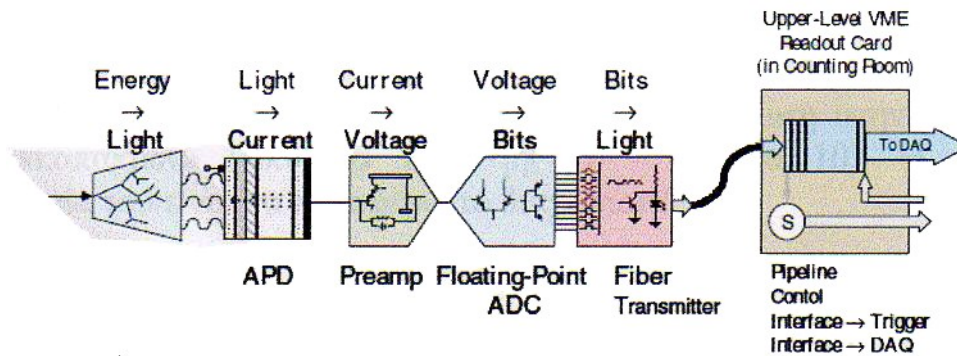 Upper-Level VME
Readout Card
(in Counting Room)
Energy
→
Light
Light
→
Current
Current
→
Voltage
Voltage
→
Bits
Bits
→
Light
To DAQ
S
APD
Preamp
Floating-Point
ADC
Fiber
Transmitter
Pipeline
Contol
Interface → Trigger
Interface → DAQ